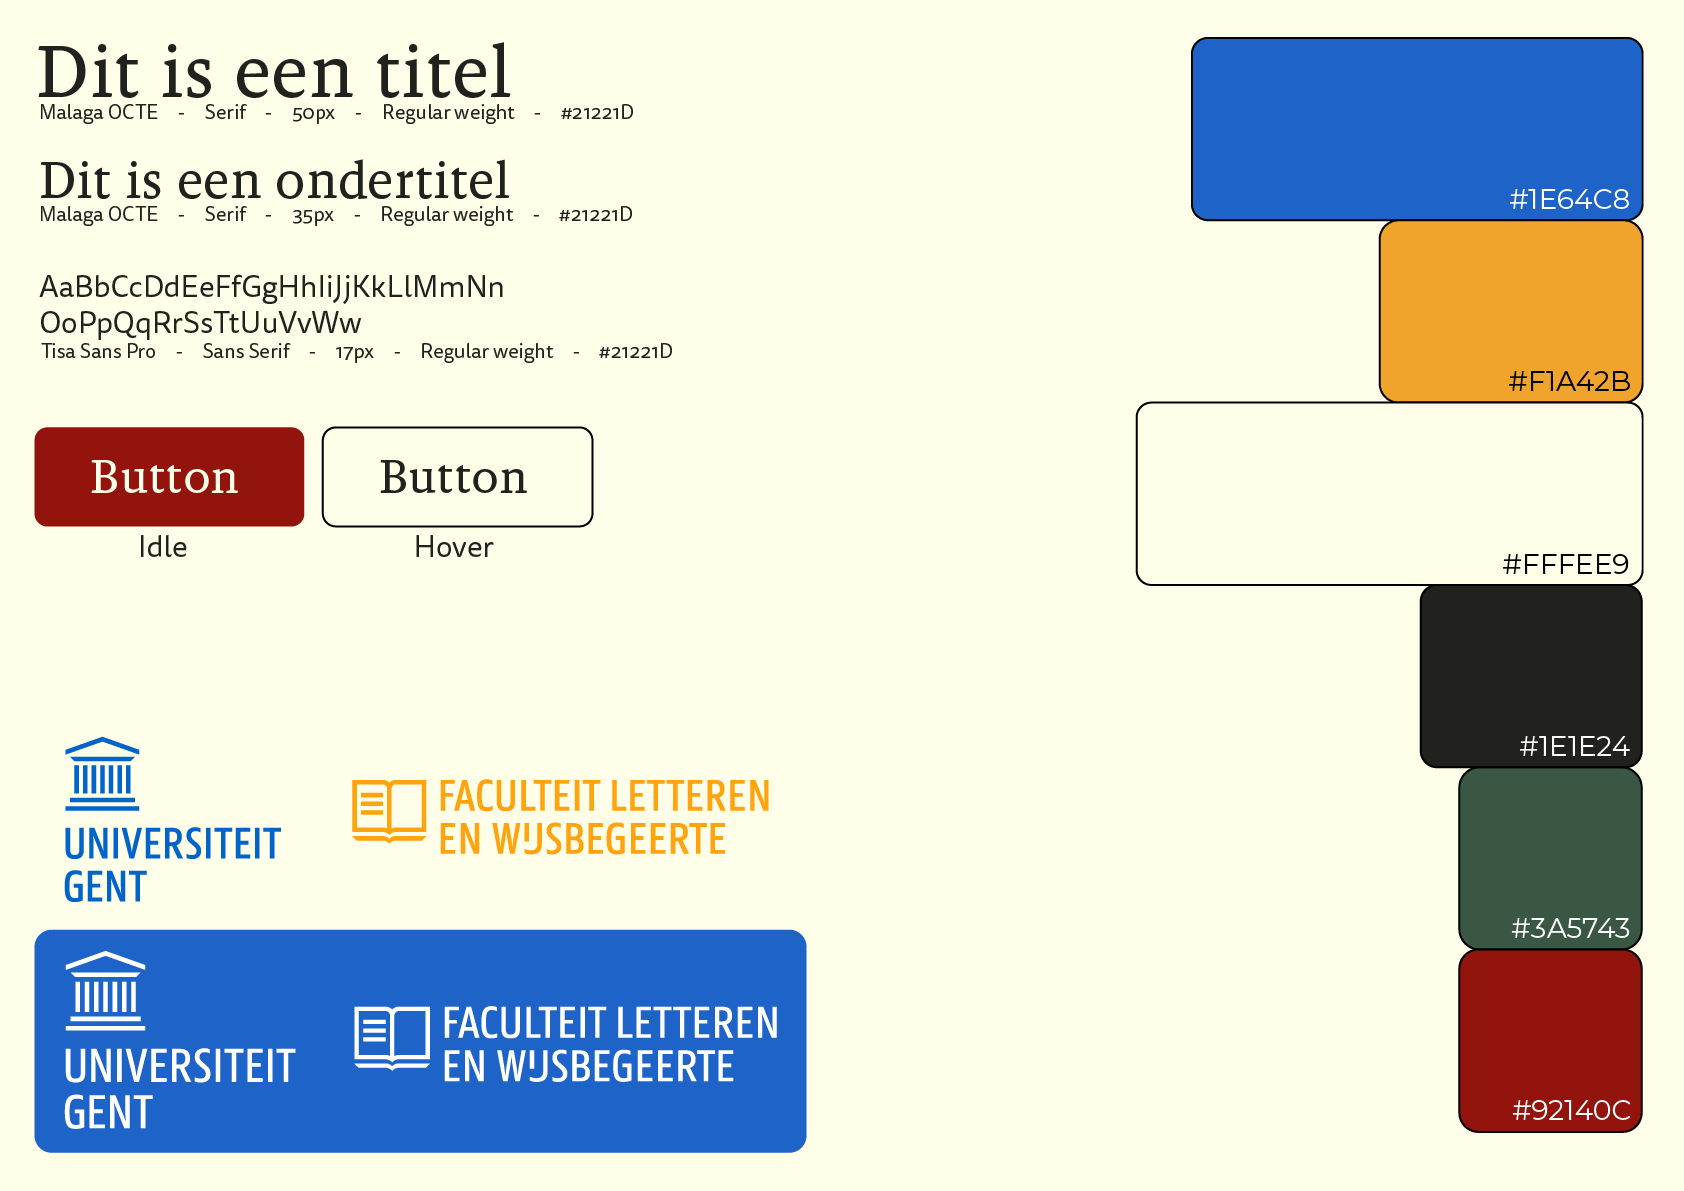 Dit is een titel
Malaga OCTE - Serif - 50px - Regular weight - #21221D
Dit is een ondertitel
Malaga OCTE - Serif - 35px - Regular weight - #21221D
AaBbCcDdEeFfGgHhIiJjKkLlMmNn
OoPpQqRrSsTtUuVvWw
Tisa Sans Pro - Sans Serif - 17px - Regular weight - #21221D
Button
Button
Idle
Hover
UNIVERSITEIT
GENT
FACULTEIT LETTEREN
EN WIJSBEGEERTE
UNIVERSITEIT
GENT
FACULTEIT LETTEREN
EN WIJSBEGEERTE
#1E64C8
#F1A42B
#FFFEE9
#1E1E24
#3A5743
#92140C